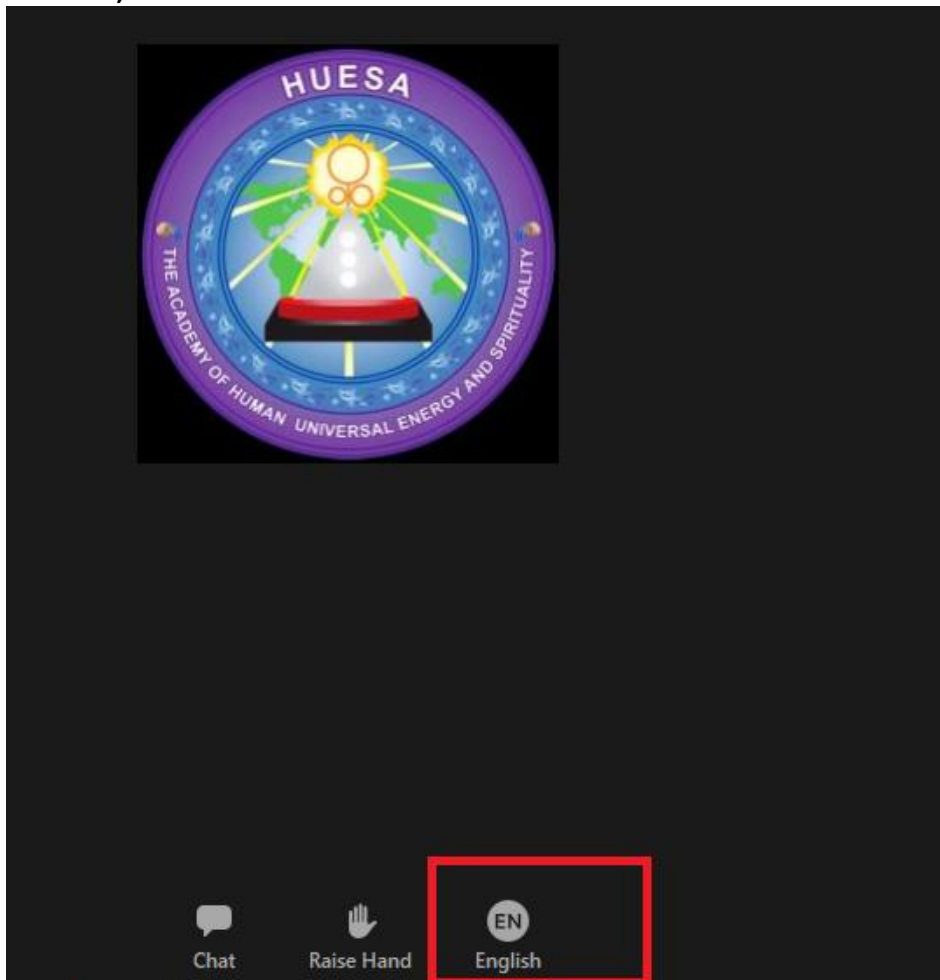 HUESA
THE ACADEMY OF HUMAN UNIVERSAL ENERGY AND SPIRITUALITY
EN
Chat
Raise Hand
English